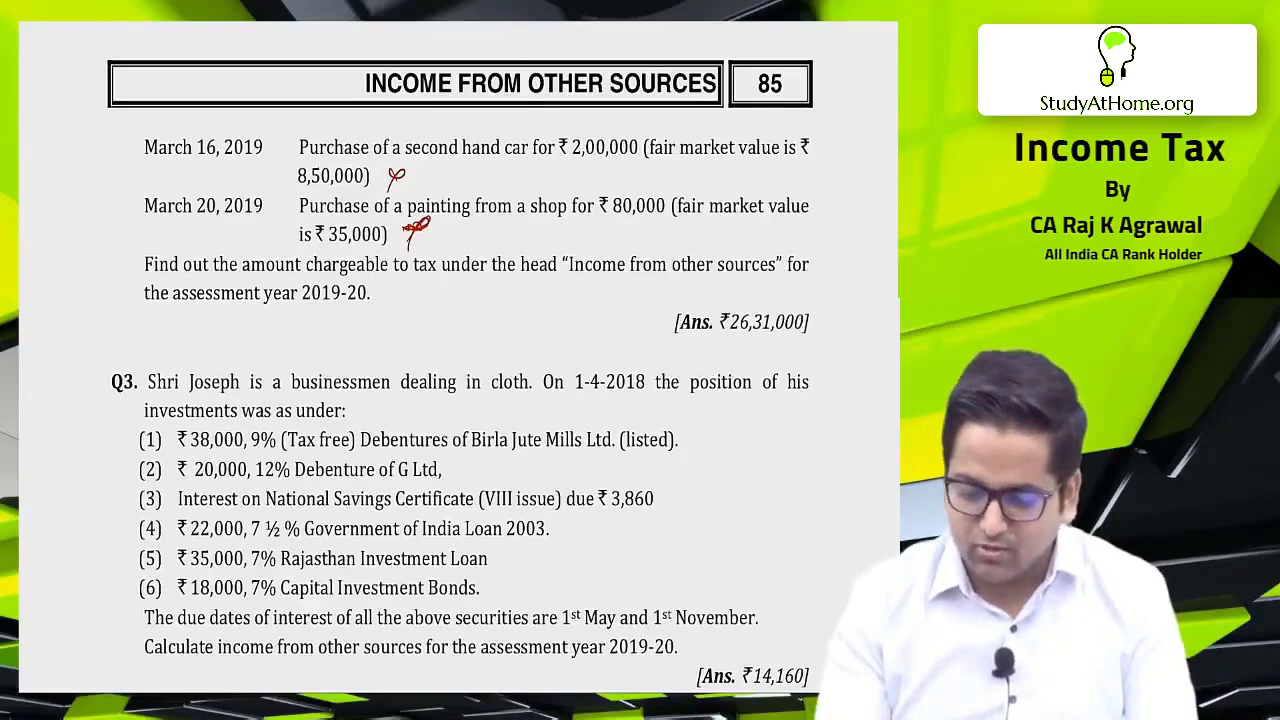 INCOME FROM OTHER SOURCES 85
March 16, 2019 Purchase of a second hand car for ₹ 2,00,000 (fair market value is ₹
8,50,000)
March 20, 2019 Purchase of a painting from a shop for ₹ 80,000 (fair market value
is ₹ 35,000)
Find out the amount chargeable to tax under the head “Income from other sources” for
the assessment year 2019-20.
[Ans. ₹26,31,000]
Q3. Shri Joseph is a businessmen dealing in cloth. On 1-4-2018 the position of his
investments was as under:
(1) ₹ 38,000, 9% (Tax free) Debentures of Birla Jute Mills Ltd. (listed).
(2) ₹ 20,000, 12% Debenture of G Ltd,
(3) Interest on National Savings Certificate (VIII issue) due ₹ 3,860
(4) ₹ 22,000, 7 ½ % Government of India Loan 2003.
(5) ₹ 35,000, 7% Rajasthan Investment Loan
(6) ₹ 18,000, 7% Capital Investment Bonds.
The due dates of interest of all the above securities are 1st May and 1st November.
Calculate income from other sources for the assessment year 2019-20.
[Ans. ₹14,160]
StudyAtHome.org
Income Tax
By
CA Raj K Agrawal
All India CA Rank Holder